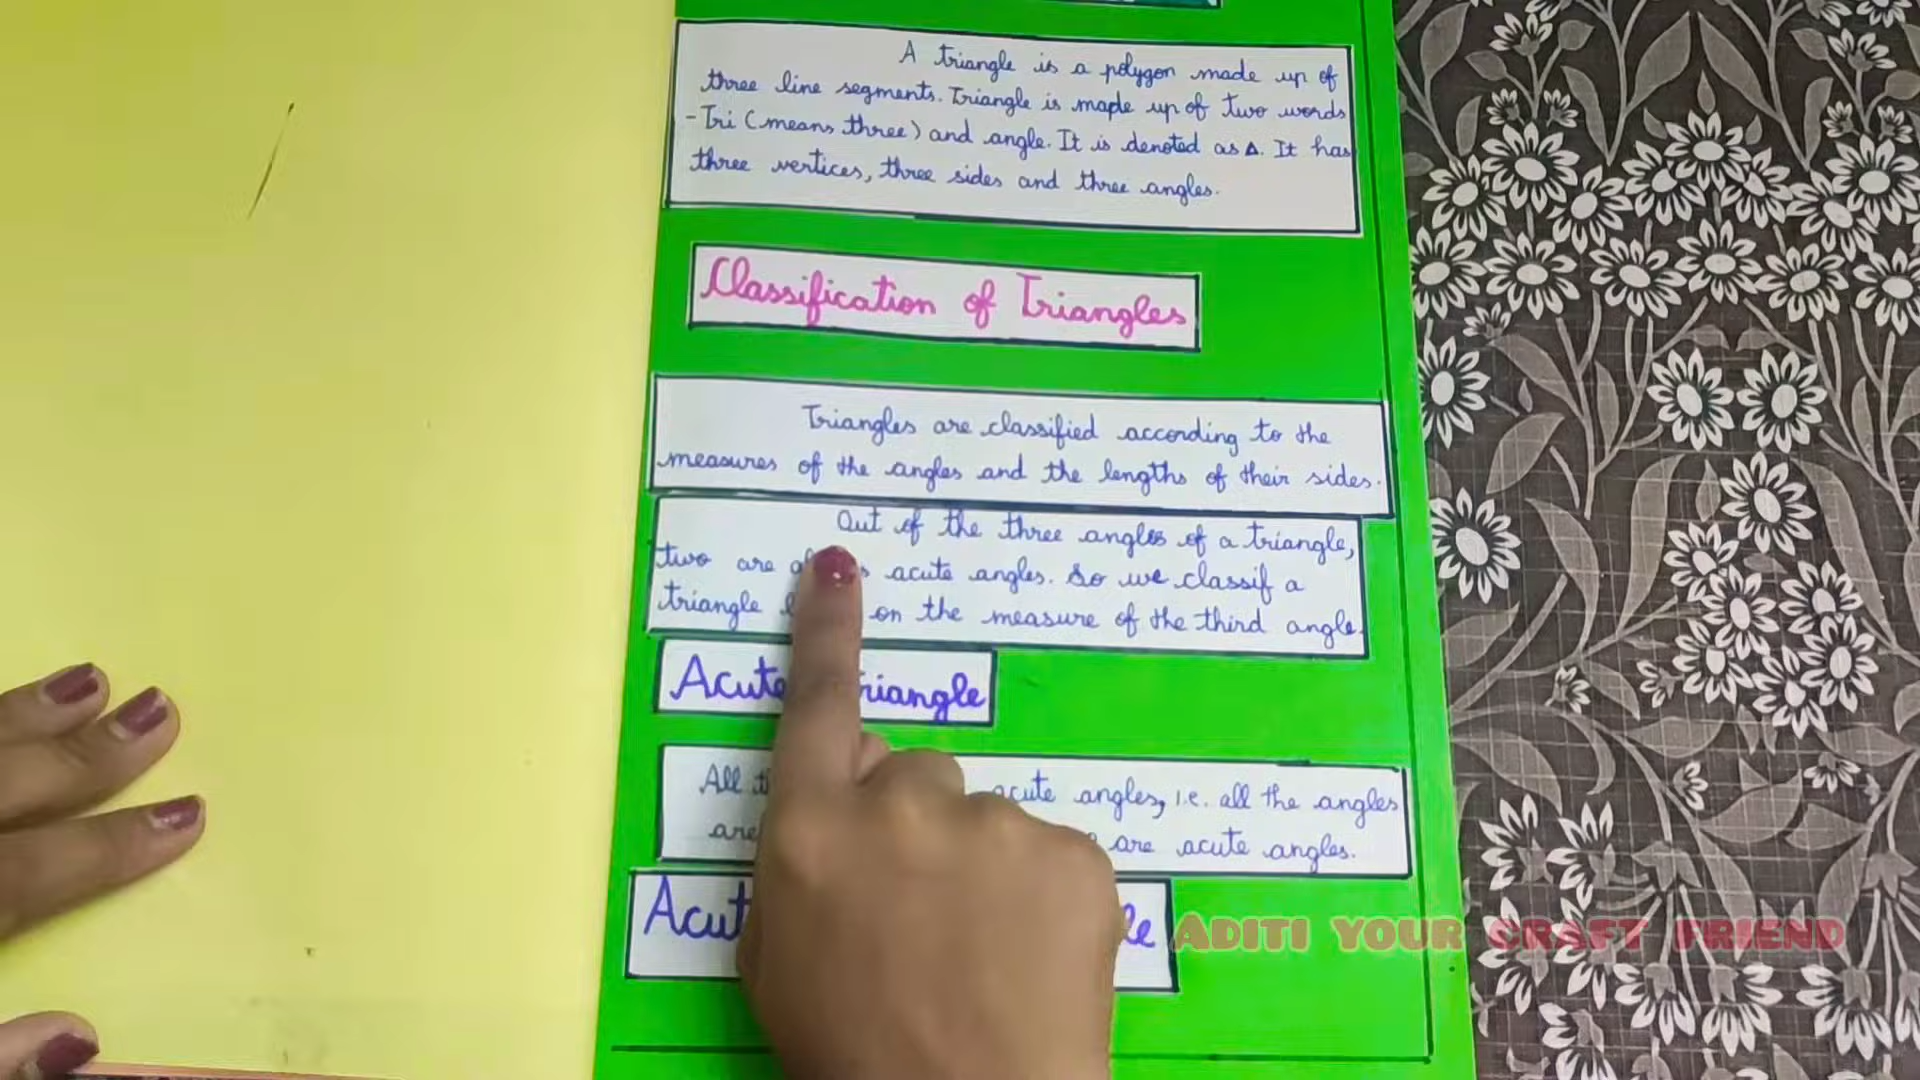 A triangle is a polygon made up of
three line segments. Triangle is made up of two words
- Tri (means three) and angle. It is denoted as Δ. It has
three vertices, three sides and three angles.
Classification of Triangles
Triangles are classified according to the
measures of the angles and the lengths of their sides.
Out of the three angles of a triangle,
two are acute angles. So we classif a
triangle on the measure of the third angle.
Acute Triangle
All acute angles, i.e. all the angles
are are acute angles.
Acut
ADITI YOUR CRAFT FRIEND